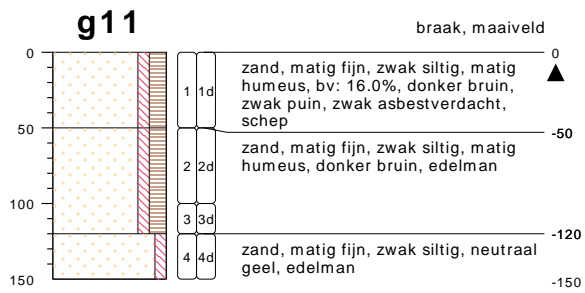 g11
braak, maaiveld
0
0
zand, matig fijn, zwak siltig, matig
humeus, bv: 16.0%, donker bruin,
zwak puin, zwak asbestverdacht,
schep
1 1d
50
-50
zand, matig fijn, zwak siltig, matig
humeus, donker bruin, edelman
2 2d
100
3 3d
-120
zand, matig fijn, zwak siltig, neutraal
geel, edelman
4 4d
150
-150